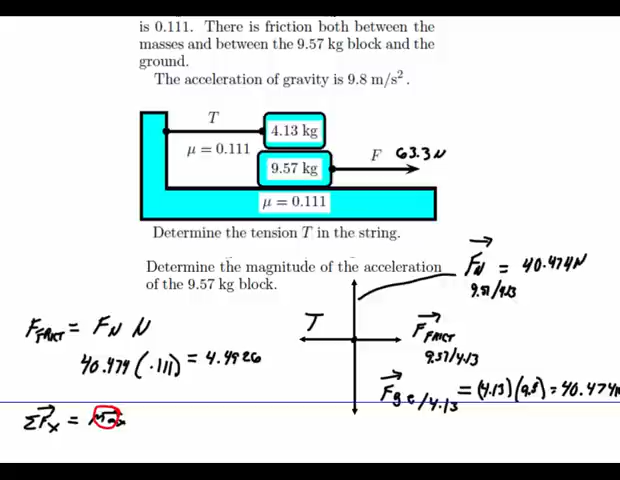 is 0.111. There is friction both between the
masses and between the 9.57 kg block and the
ground.
The acceleration of gravity is 9.8 m/s².
T
4.13 kg
μ = 0.111
9.57 kg
F 63.3 N
μ = 0.111
Determine the tension T in the string.
Determine the magnitude of the acceleration
of the 9.57 kg block.
F_N = 40.474N
9.57/4.13
T
F_FRICT
9.57/4.13
F_FRICT = F_N N
40.474 (.111) = 4.4926
F_g e/4.13 = (4.13)(9.8) = 40.474N
ΣF_x = max